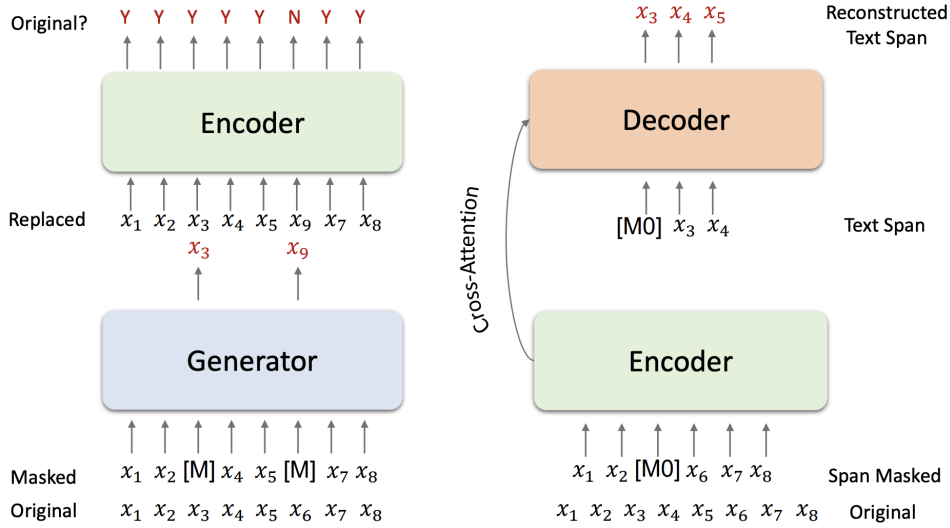 Original? Y Y Y Y Y N Y Y
Encoder
Replaced x₁ x₂ x₃ x₄ x₅ x₉ x₇ x₈
x₃ x₉
Generator
Masked x₁ x₂ [M] x₄ x₅ [M] x₇ x₈
Original x₁ x₂ x₃ x₄ x₅ x₆ x₇ x₈
x₃ x₄ x₅ Reconstructed
Text Span
Decoder
[M0] x₃ x₄ Text Span
Cross-Attention
Encoder
x₁ x₂ [M0] x₆ x₇ x₈ Span Masked
x₁ x₂ x₃ x₄ x₅ x₆ x₇ x₈ Original